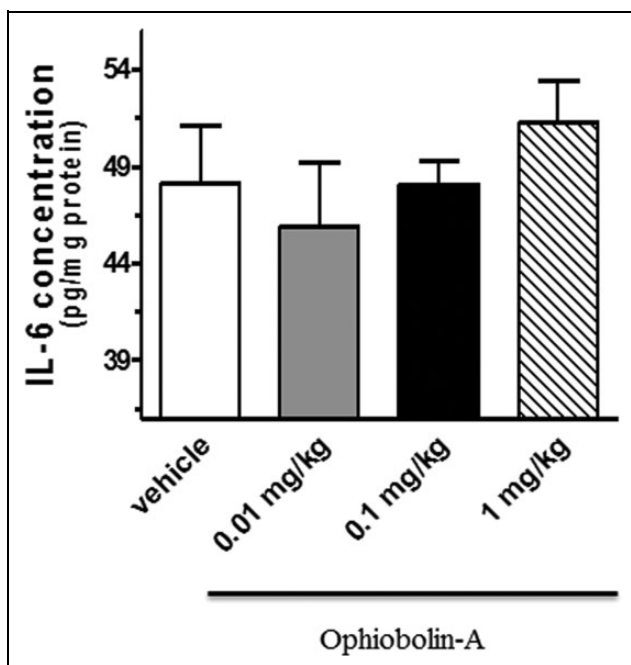 IL-6 concentration
(pg/mg protein)
54
49
44
39
vehicle
0.01 mg/kg
0.1 mg/kg
1 mg/kg
Ophiobolin-A